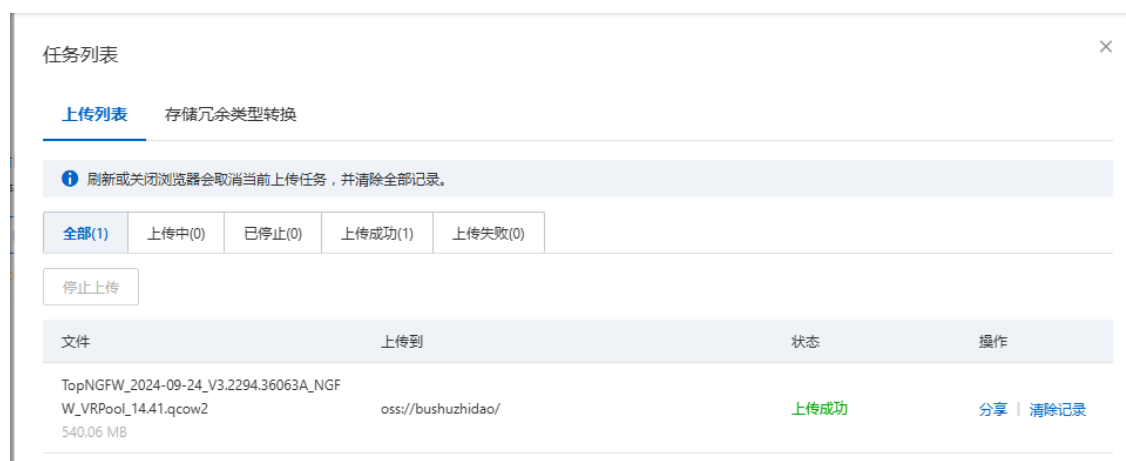 任务列表
上传列表 存储冗余类型转换
刷新或关闭浏览器会取消当前上传任务，并清除全部记录。
全部(1) 上传中(0) 已停止(0) 上传成功(1) 上传失败(0)
停止上传
文件 上传到 状态 操作
TopNGFW_2024-09-24_V3.2294.36063A_NGF
W_VRPool_14.41.qcow2 oss://bushuzhidao/ 上传成功 分享 | 清除记录
540.06 MB